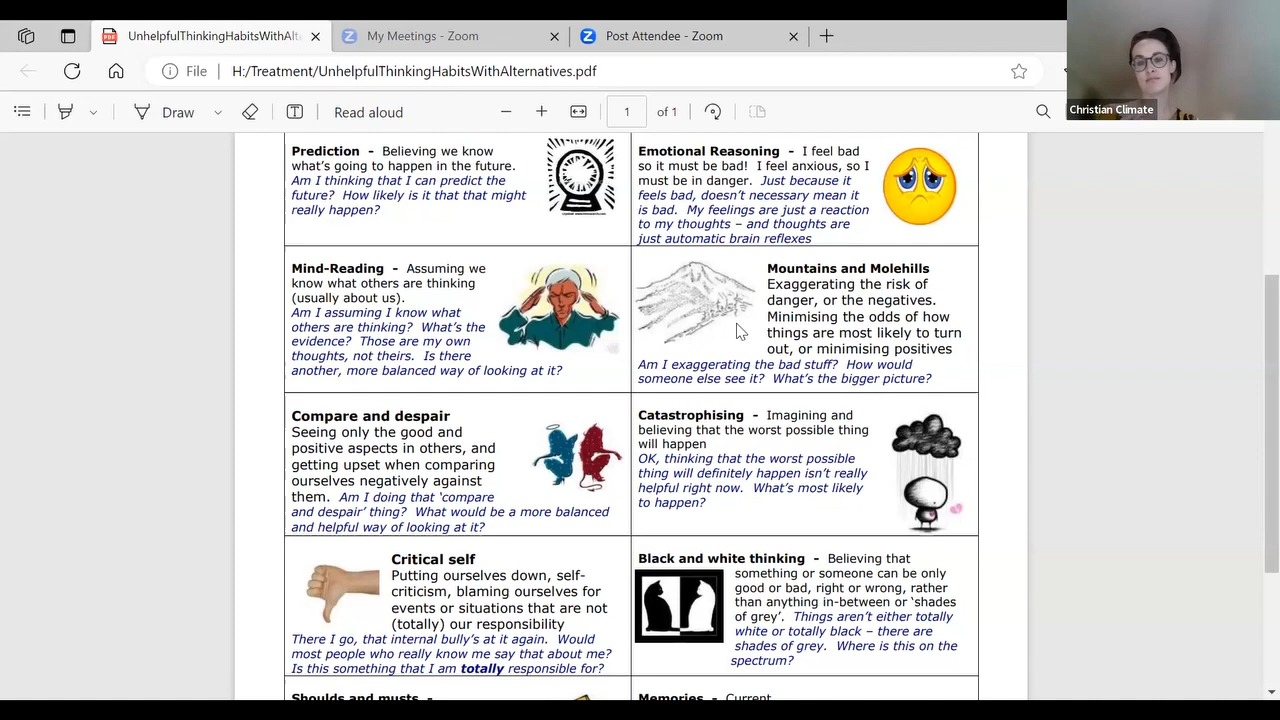 UnhelpfulThinkingHabitsWithAlt
My Meetings - Zoom
Post Attendee - Zoom
File
H:/Treatment/UnhelpfulThinkingHabitsWithAlternatives.pdf
Christian Climate
Draw
Read aloud
1
of 1
Prediction - Believing we know
what's going to happen in the future.
Am I thinking that I can predict the
future? How likely is it that that might
really happen?
Emotional Reasoning - I feel bad
so it must be bad! I feel anxious, so I
must be in danger. Just because it
feels bad, doesn't necessary mean it
is bad. My feelings are just a reaction
to my thoughts – and thoughts are
just automatic brain reflexes
Mind-Reading - Assuming we
know what others are thinking
(usually about us).
Am I assuming I know what
others are thinking? What's the
evidence? Those are my own
thoughts, not theirs. Is there
another, more balanced way of looking at it?
Mountains and Molehills
Exaggerating the risk of
danger, or the negatives.
Minimising the odds of how
things are most likely to turn
out, or minimising positives
Am I exaggerating the bad stuff? How would
someone else see it? What's the bigger picture?
Compare and despair
Seeing only the good and
positive aspects in others, and
getting upset when comparing
ourselves negatively against
them. Am I doing that 'compare
and despair' thing? What would be a more balanced
and helpful way of looking at it?
Catastrophising - Imagining and
believing that the worst possible thing
will happen
OK, thinking that the worst possible
thing will definitely happen isn't really
helpful right now. What's most likely
to happen?
Critical self
Putting ourselves down, self-
criticism, blaming ourselves for
events or situations that are not
(totally) our responsibility
There I go, that internal bully's at it again. Would
most people who really know me say that about me?
Is this something that I am totally responsible for?
Black and white thinking - Believing that
something or someone can be only
good or bad, right or wrong, rather
than anything in-between or 'shades
of grey'. Things aren't either totally
white or totally black – there are
shades of grey. Where is this on the
spectrum?
Shoulds and musts -
Memories - Current